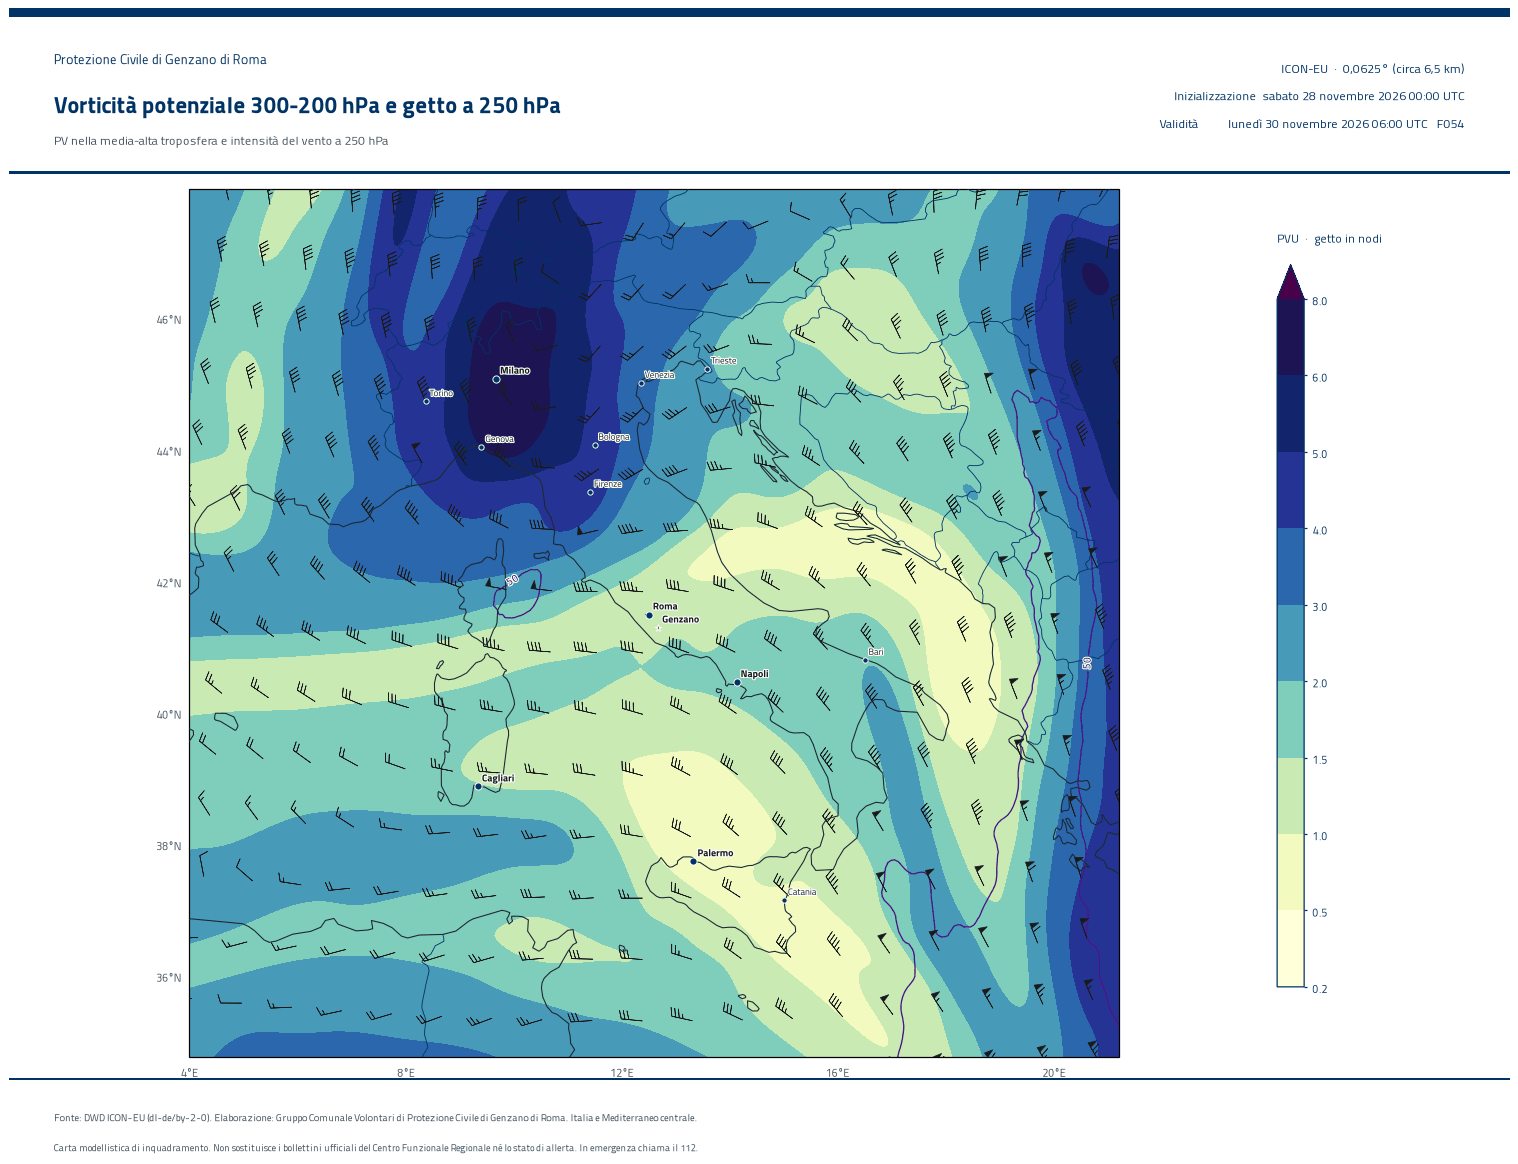 Protezione Civile di Genzano di Roma
Vorticità potenziale 300-200 hPa e getto a 250 hPa
PV nella media-alta troposfera e intensità del vento a 250 hPa
ICON-EU · 0,0625° (circa 6,5 km)
Inizializzazione sabato 28 novembre 2026 00:00 UTC
Validità lunedì 30 novembre 2026 06:00 UTC F054
PVU · getto in nodi
8.0
6.0
5.0
4.0
3.0
2.0
1.5
1.0
0.5
0.2
46°N
44°N
42°N
40°N
38°N
36°N
4°E
8°E
12°E
16°E
20°E
Trieste
Milano
Venezia
Torino
Genova
Bologna
Firenze
50
Roma
Genzano
Bari
50
Napoli
Cagliari
Palermo
Catania
Fonte: DWD ICON-EU (dl-de/by-2-0). Elaborazione: Gruppo Comunale Volontari di Protezione Civile di Genzano di Roma. Italia e Mediterraneo centrale.
Carta modellistica di inquadramento. Non sostituisce i bollettini ufficiali del Centro Funzionale Regionale né lo stato di allerta. In emergenza chiama il 112.